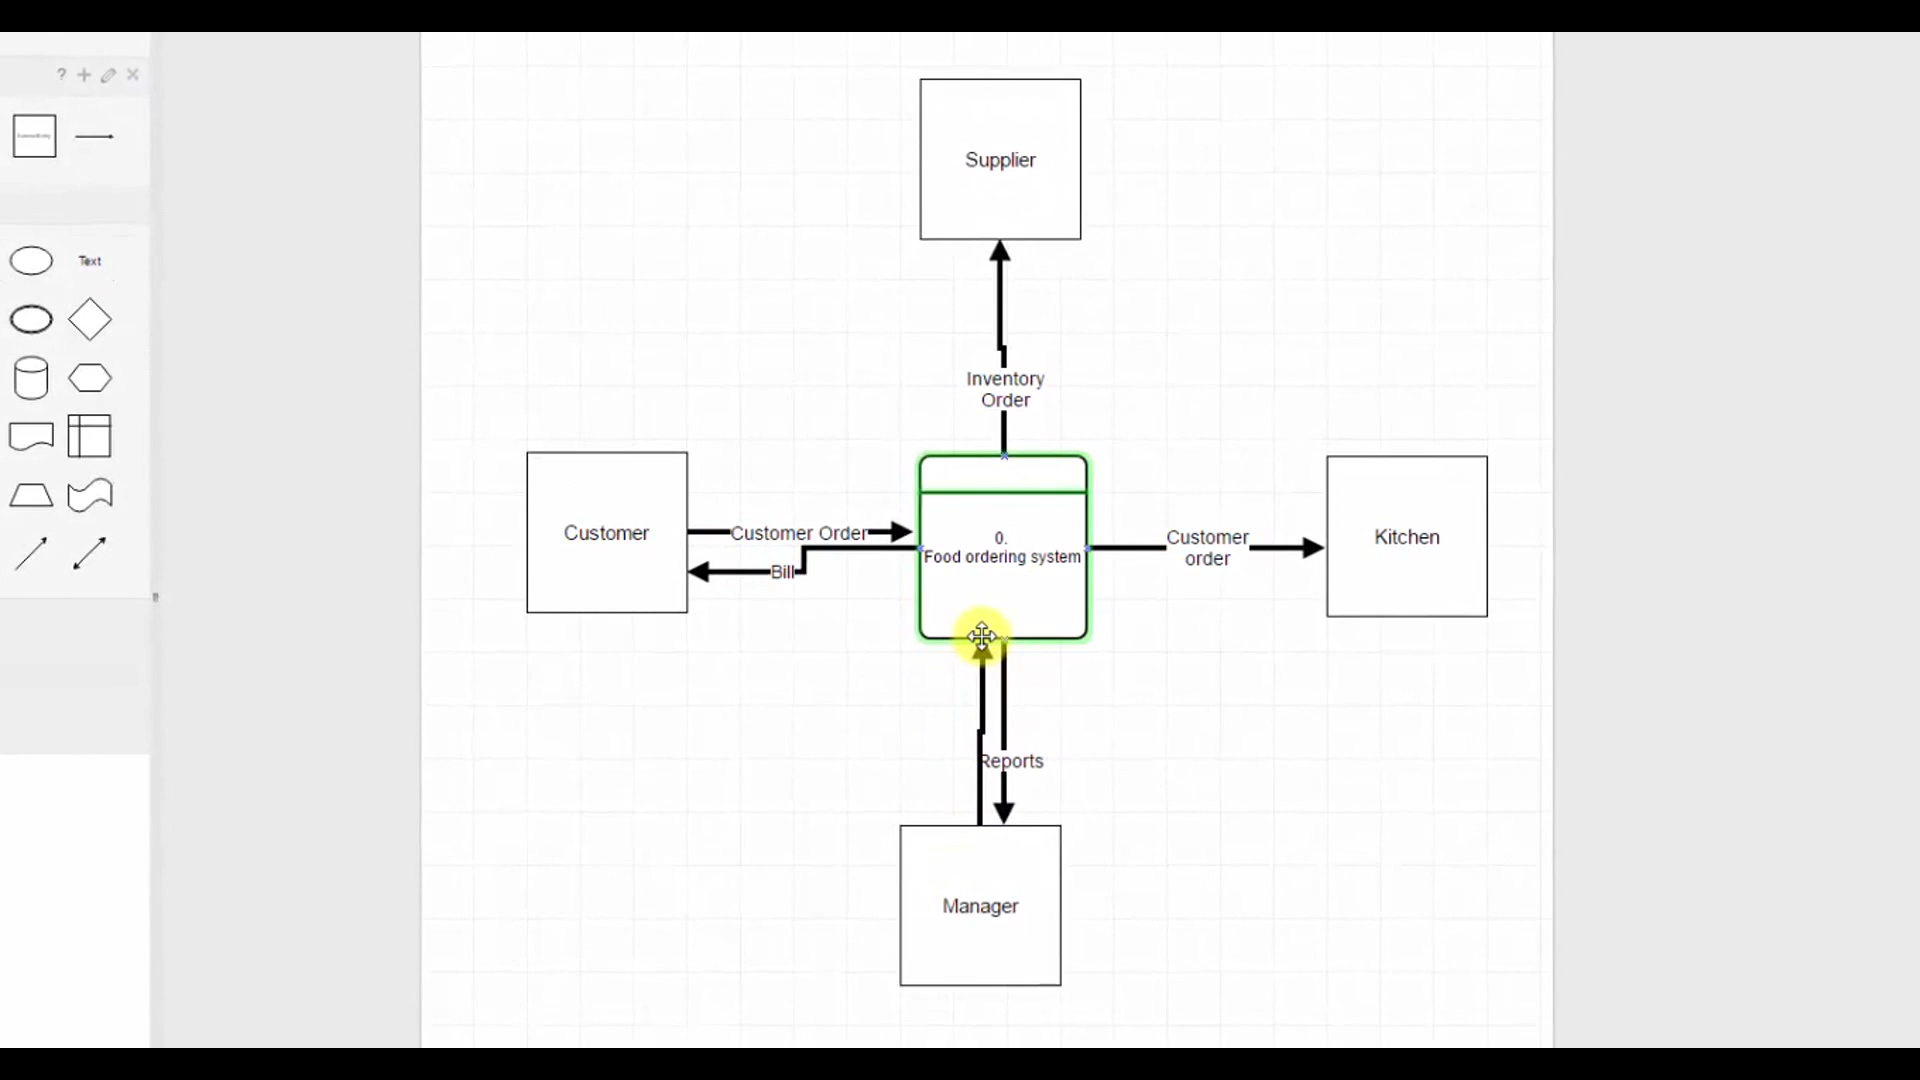 ?
Text
Supplier
Inventory
Order
Customer
Customer Order
Bill
0.
Food ordering system
Customer
order
Kitchen
Reports
Manager